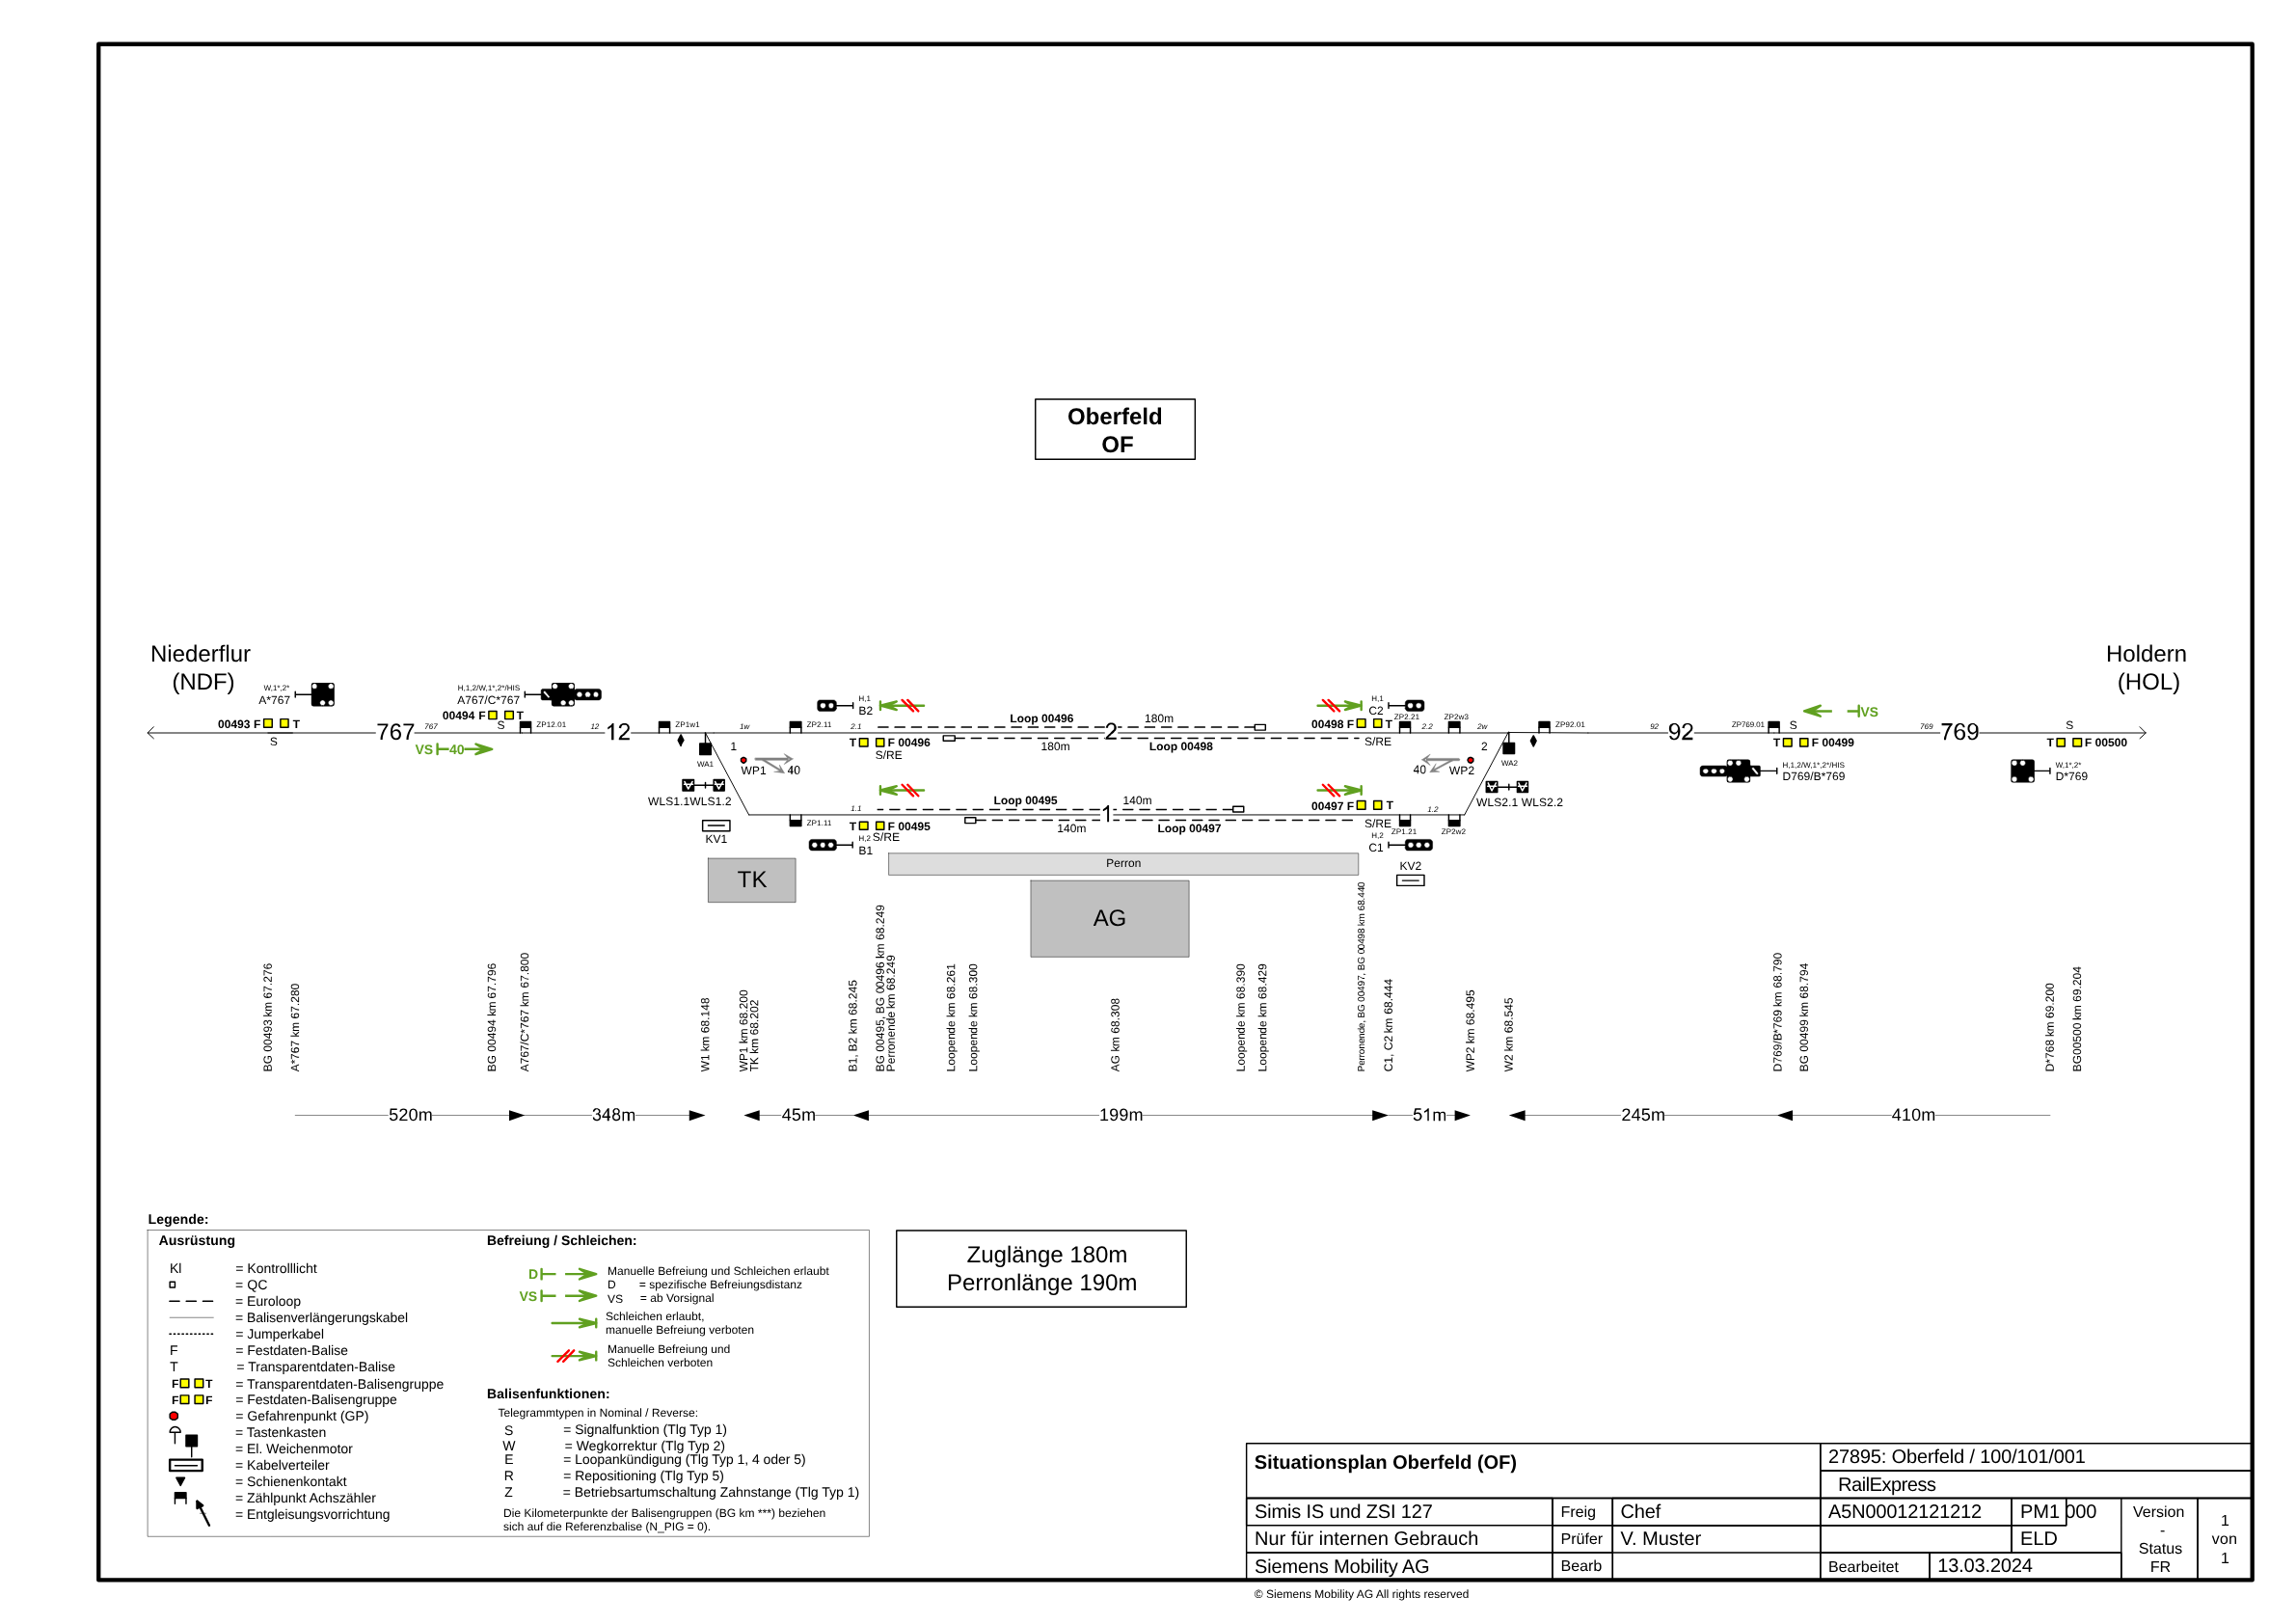 Oberfeld
OF
Niederflur
(NDF)
Holdern
(HOL)
W,1*,2*
A*767
00493 F T
S
767
767
H,1,2/W,1*,2*/HIS
A767/C*767
00494 F T
S
ZP12.01
VS 40
12
12
ZP1w1
WA1
1
1w
WP1
40
WLS1.1WLS1.2
KV1
TK
ZP2.11
H,1
B2
2.1
T F 00496
S/RE
Loop 00496
180m
2
180m
Loop 00498
H,1
C2
00498 F T
S/RE
ZP2.21
2.2
ZP2w3
2w
2
40
WP2
WA2
WLS2.1 WLS2.2
ZP92.01
92
92
ZP769.01
S
VS
T F 00499
H,1,2/W,1*,2*/HIS
D769/B*769
769
769
S
T F 00500
W,1*,2*
D*769
ZP1.11
1.1
T F 00495
H,2
S/RE
B1
Loop 00495
140m
1
140m
Loop 00497
00497 F T
S/RE
H,2
C1
ZP1.21
1.2
ZP2w2
KV2
Perron
AG
BG 00493 km 67.276
A*767 km 67.280
BG 00494 km 67.796
A767/C*767 km 67.800
W1 km 68.148
WP1 km 68.200
TK km 68.202
B1, B2 km 68.245
BG 00495, BG 00496 km 68.249
Perronende km 68.249
Loopende km 68.261
Loopende km 68.300
AG km 68.308
Loopende km 68.390
Loopende km 68.429
Perronende, BG 00497, BG 00498 km 68.440
C1, C2 km 68.444
WP2 km 68.495
W2 km 68.545
D769/B*769 km 68.790
BG 00499 km 68.794
D*768 km 69.200
BG00500 km 69.204
520m
348m
45m
199m
51m
245m
410m
Legende:
Ausrüstung
Kl = Kontrolllicht
= QC
= Euroloop
= Balisenverlängerungskabel
= Jumperkabel
F = Festdaten-Balise
T = Transparentdaten-Balise
F T = Transparentdaten-Balisengruppe
F F = Festdaten-Balisengruppe
= Gefahrenpunkt (GP)
= Tastenkasten
= El. Weichenmotor
= Kabelverteiler
= Schienenkontakt
= Zählpunkt Achszähler
= Entgleisungsvorrichtung
Befreiung / Schleichen:
D
Manuelle Befreiung und Schleichen erlaubt
D = spezifische Befreiungsdistanz
VS
VS = ab Vorsignal
Schleichen erlaubt,
manuelle Befreiung verboten
Manuelle Befreiung und
Schleichen verboten
Balisenfunktionen:
Telegrammtypen in Nominal / Reverse:
S = Signalfunktion (Tlg Typ 1)
W = Wegkorrektur (Tlg Typ 2)
E = Loopankündigung (Tlg Typ 1, 4 oder 5)
R = Repositioning (Tlg Typ 5)
Z = Betriebsartumschaltung Zahnstange (Tlg Typ 1)
Die Kilometerpunkte der Balisengruppen (BG km ***) beziehen
sich auf die Referenzbalise (N_PIG = 0).
Zuglänge 180m
Perronlänge 190m
Situationsplan Oberfeld (OF)
27895: Oberfeld / 100/101/001
RailExpress
Simis IS und ZSI 127
Freig
Chef
A5N00012121212
PM1 000
Nur für internen Gebrauch
Prüfer
V. Muster
ELD
Siemens Mobility AG
Bearb
Bearbeitet
13.03.2024
Version
-
Status
FR
1
von
1
© Siemens Mobility AG All rights reserved